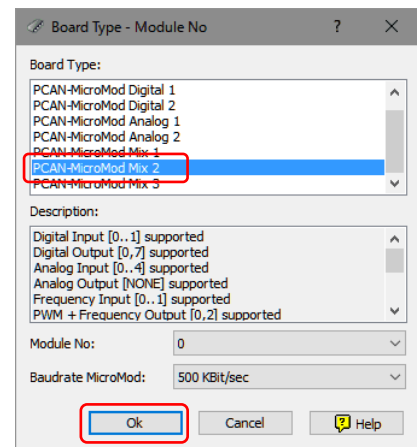 Board Type - Module No
Board Type:
PCAN-MicroMod Digital 1
PCAN-MicroMod Digital 2
PCAN-MicroMod Analog 1
PCAN-MicroMod Analog 2
PCAN-MicroMod Mix 1
PCAN-MicroMod Mix 2
PCAN-MicroMod Mix 3
Description:
Digital Input [0..1] supported
Digital Output [0,7] supported
Analog Input [0..4] supported
Analog Output [NONE] supported
Frequency Input [0..1] supported
PWM + Frequency Output [0,2] supported
Module No: 0
Baudrate MicroMod: 500 KBit/sec
Ok Cancel Help